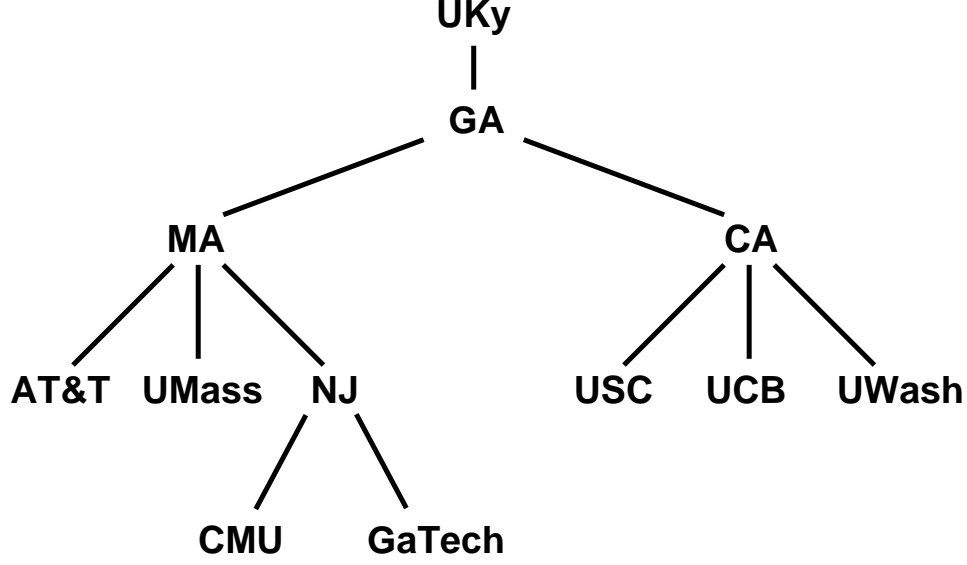 UKy
GA
MA CA
AT&T UMass NJ USC UCB UWash
CMU GaTech